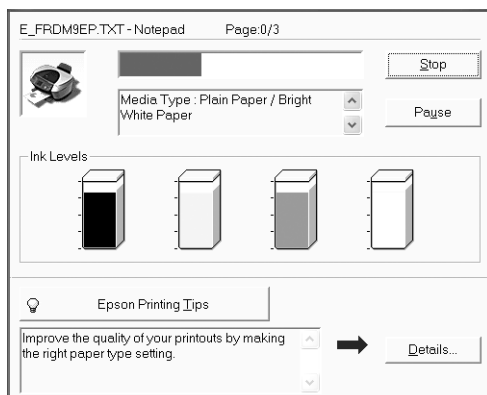 E_FRDM9EP.TXT - Notepad Page:0/3
Stop
Media Type : Plain Paper / Bright
White Paper
Pause
Ink Levels
Epson Printing Tips
Improve the quality of your printouts by making
the right paper type setting.
Details...